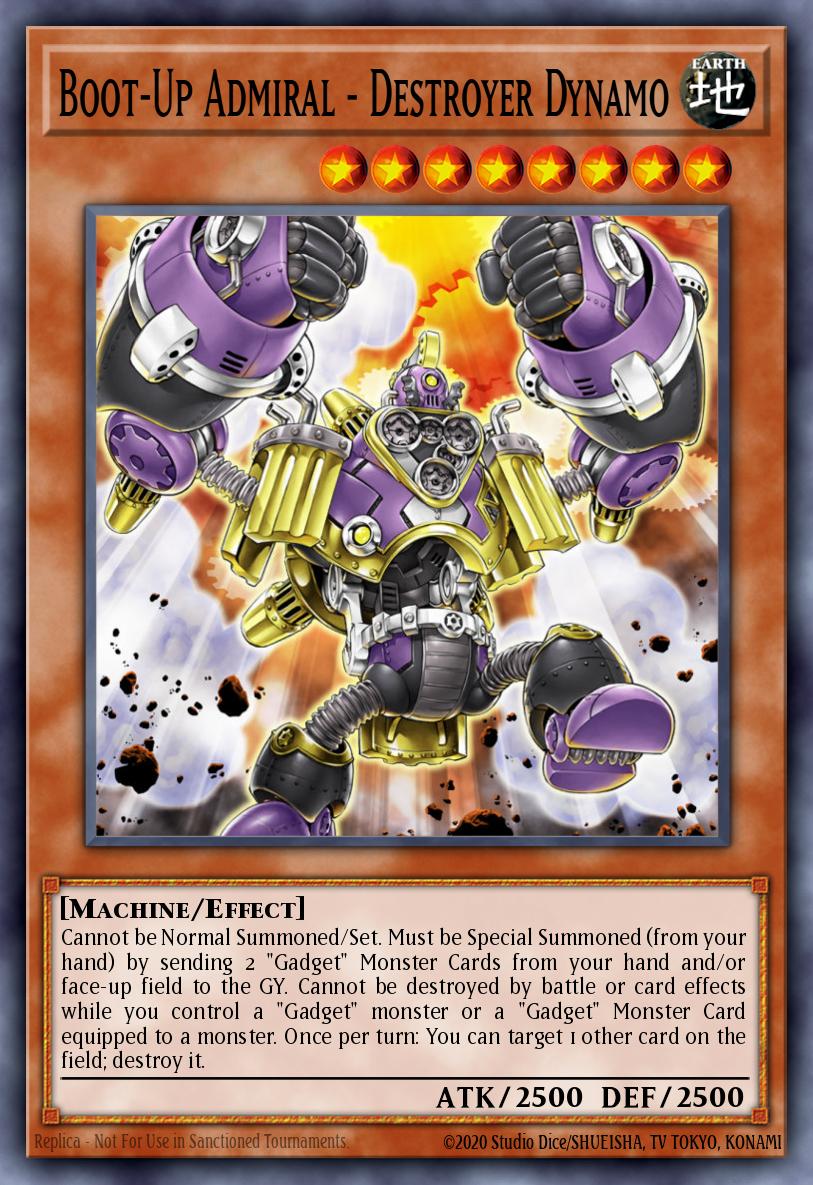 Boot-Up Admiral - Destroyer Dynamo
EARTH
地
[Machine/Effect]
Cannot be Normal Summoned/Set. Must be Special Summoned (from your
hand) by sending 2 "Gadget" Monster Cards from your hand and/or
face-up field to the GY. Cannot be destroyed by battle or card effects
while you control a "Gadget" monster or a "Gadget" Monster Card
equipped to a monster. Once per turn: You can target 1 other card on the
field; destroy it.
ATK/2500 DEF/2500
Replica - Not For Use in Sanctioned Tournaments.
©2020 Studio Dice/SHUEISHA, TV TOKYO, KONAMI